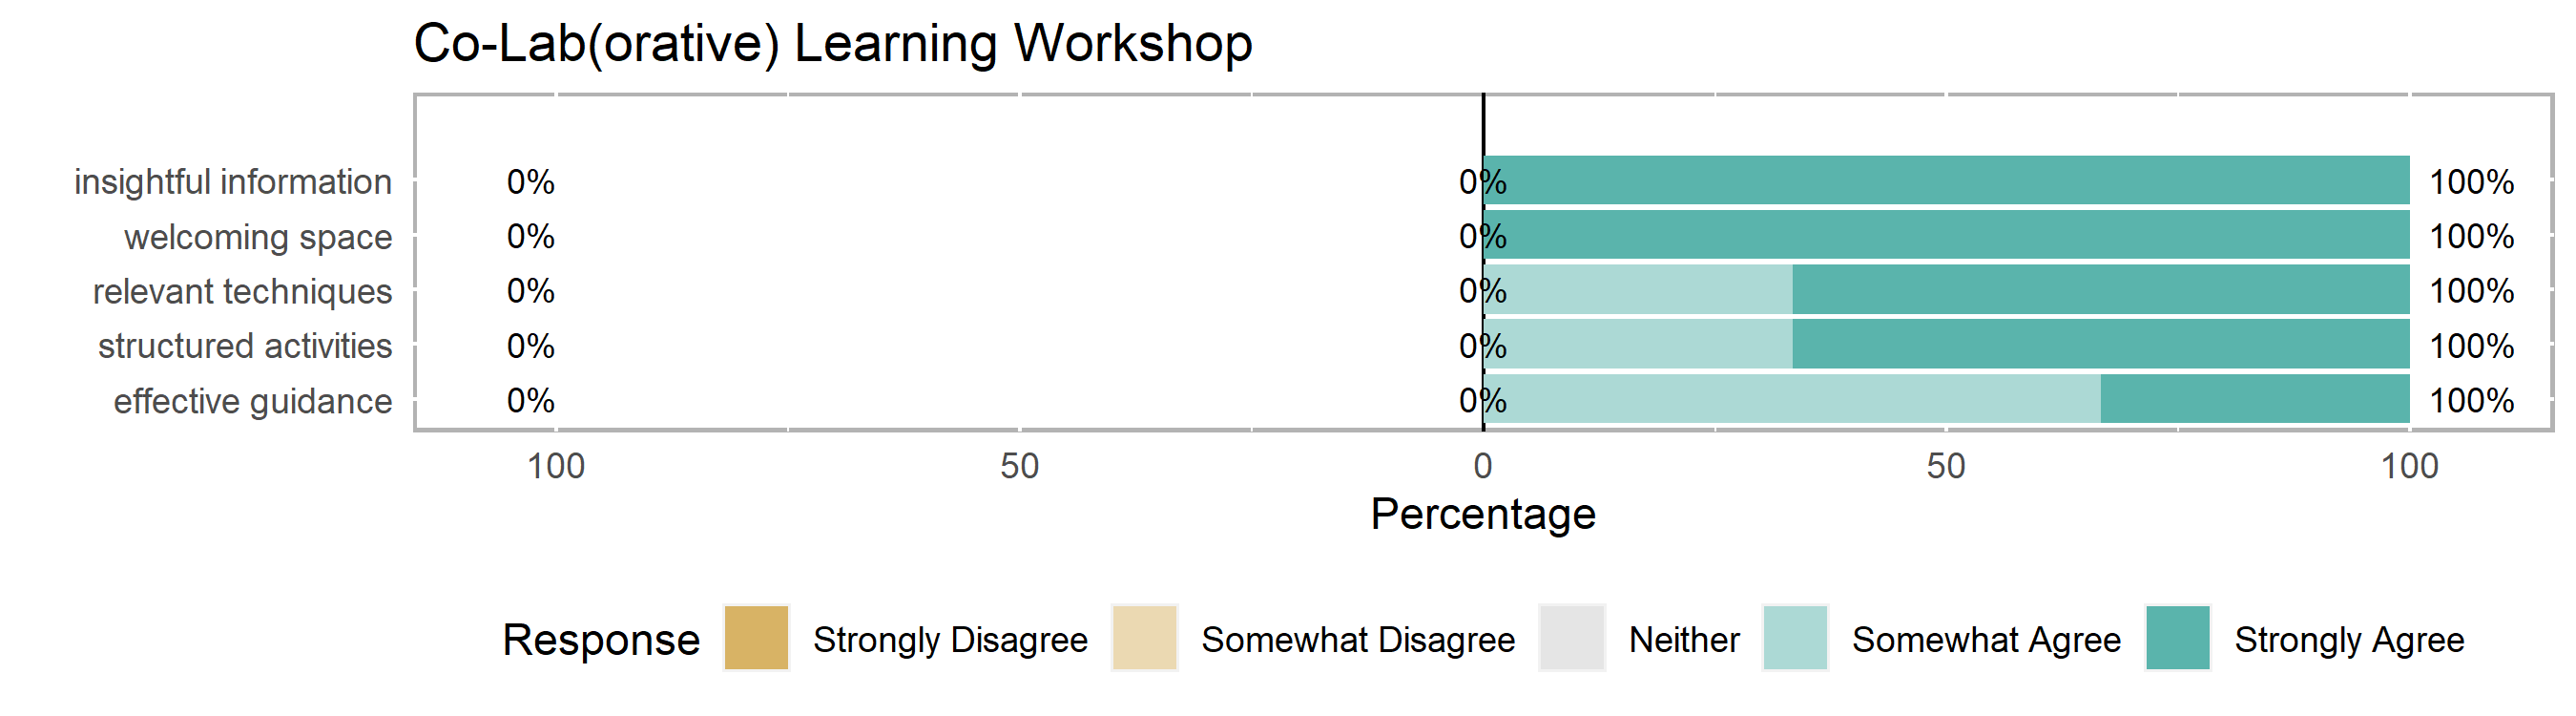 Co-Lab(orative) Learning Workshop
insightful information 0% 0% 100%
welcoming space 0% 0% 100%
relevant techniques 0% 0% 100%
structured activities 0% 0% 100%
effective guidance 0% 0% 100%
100 50 0 50 100
Percentage
Response Strongly Disagree Somewhat Disagree Neither Somewhat Agree Strongly Agree